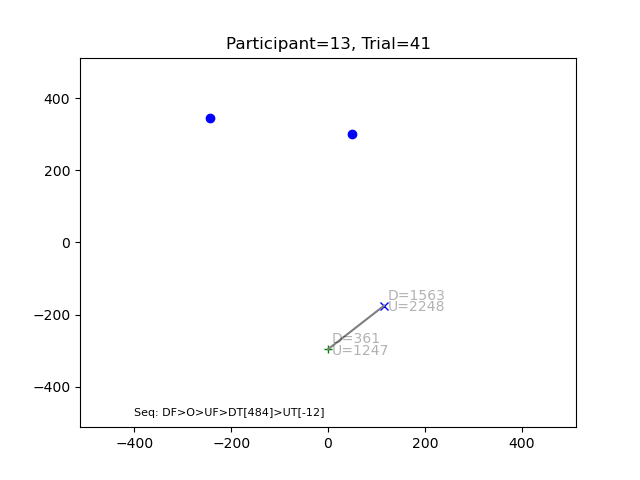 Participant=13, Trial=41
400
200
0
−200
−400
D=1563
U=2248
D=361
U=1247
Seq: DF>O>UF>DT[484]>UT[-12]
−400
−200
0
200
400